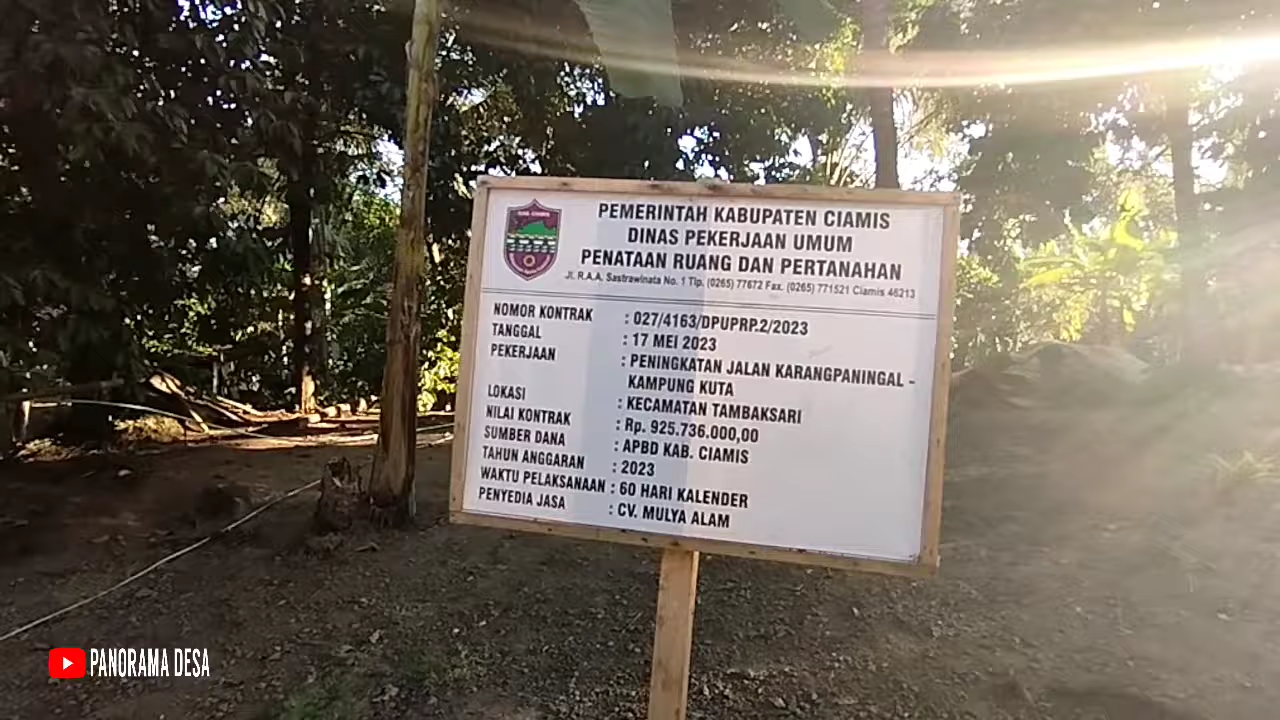 PEMERINTAH KABUPATEN CIAMIS
DINAS PEKERJAAN UMUM
PENATAAN RUANG DAN PERTANAHAN
Jl. R.A.A. Sastrawinata No. 1 Tlp. (0265) 77672 Fax. (0265) 771521 Ciamis 46213
NOMOR KONTRAK : 027/4163/DPUPRP.2/2023
TANGGAL : 17 MEI 2023
PEKERJAAN : PENINGKATAN JALAN KARANGPANINGAL -
KAMPUNG KUTA
LOKASI : KECAMATAN TAMBAKSARI
NILAI KONTRAK : Rp. 925.736.000,00
SUMBER DANA : APBD KAB. CIAMIS
TAHUN ANGGARAN : 2023
WAKTU PELAKSANAAN : 60 HARI KALENDER
PENYEDIA JASA : CV. MULYA ALAM
PANORAMA DESA